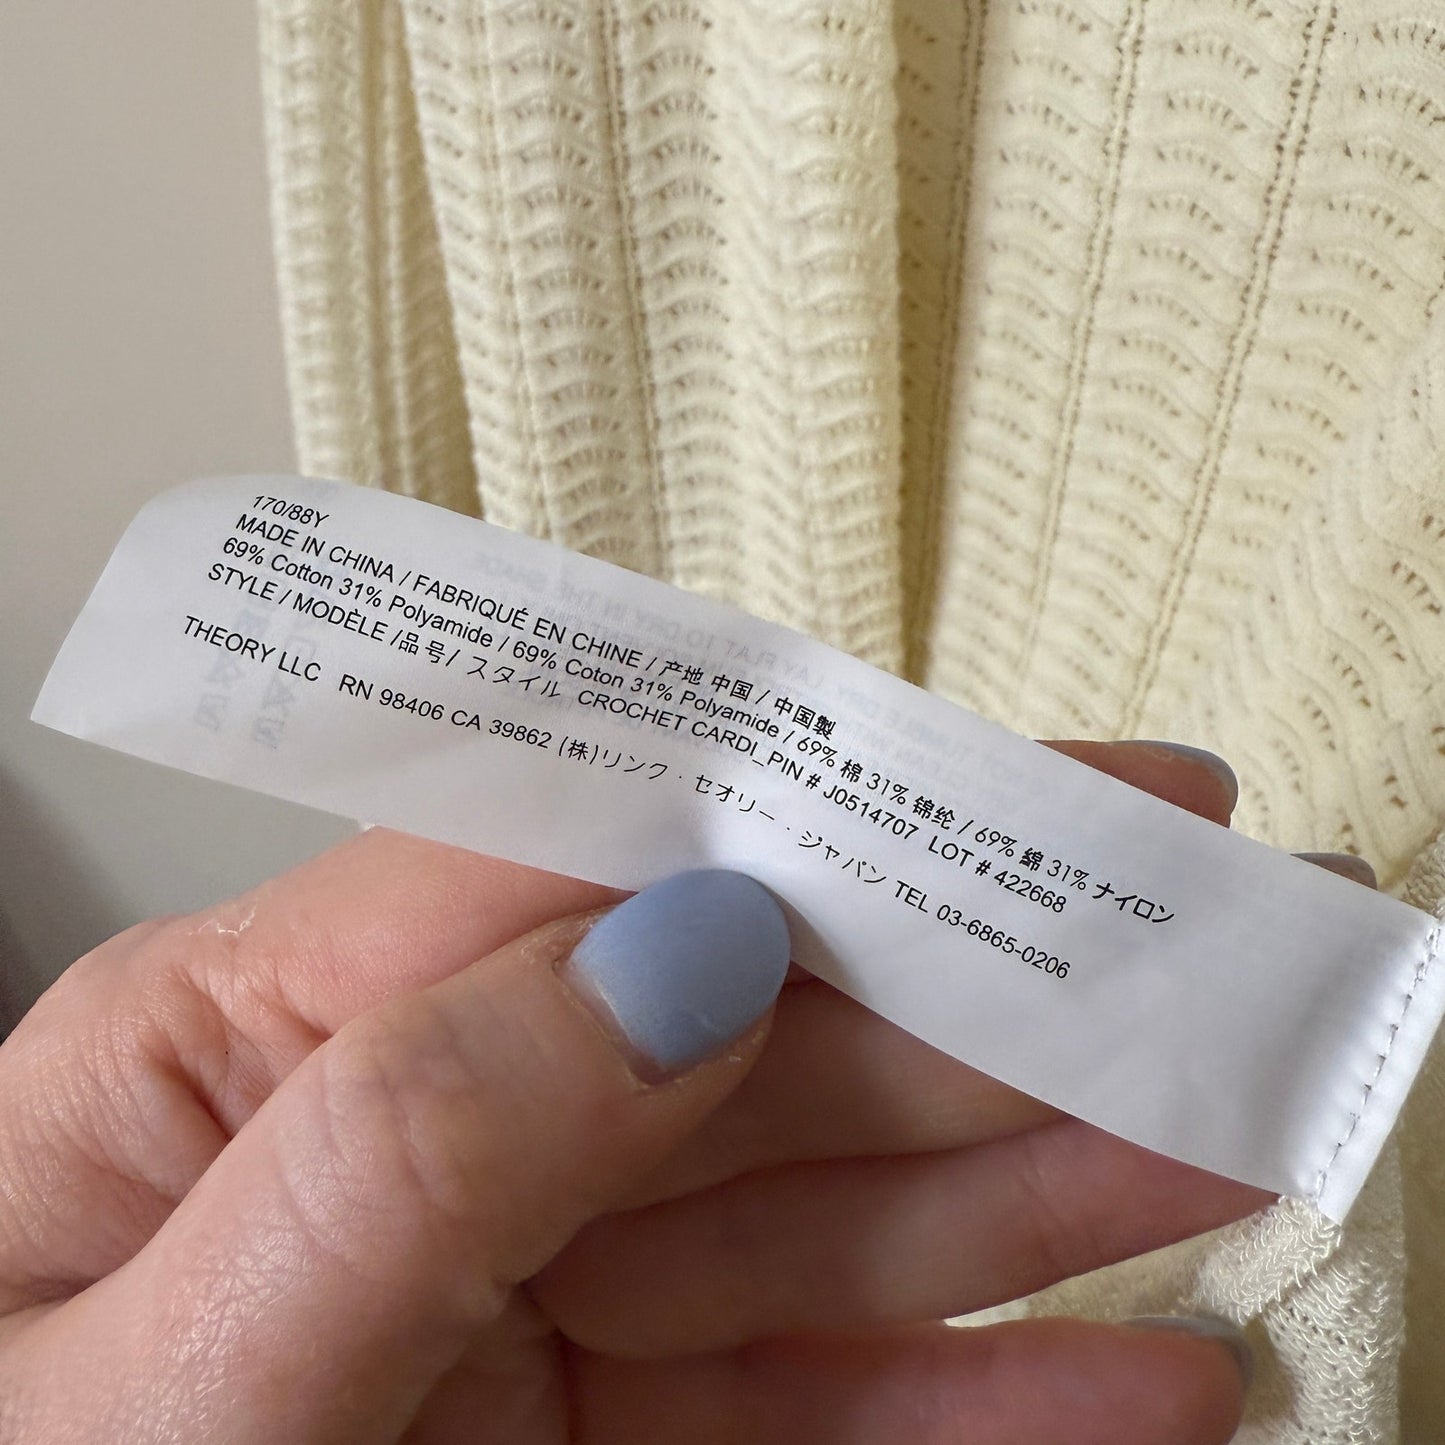 170/88Y
MADE IN CHINA / FABRIQUÉ EN CHINE / 产地 中国 / 中国製
69% Cotton 31% Polyamide / 69% Coton 31% Polyamide / 69% 棉 31% 锦纶 / 69% 綿 31% ナイロン
STYLE / MODÈLE /品号/ スタイル CROCHET CARDI_PIN # J0514707 LOT # 422668
THEORY LLC RN 98406 CA 39862 (株)リンク・セオリー・ジャパン TEL 03-6865-0206